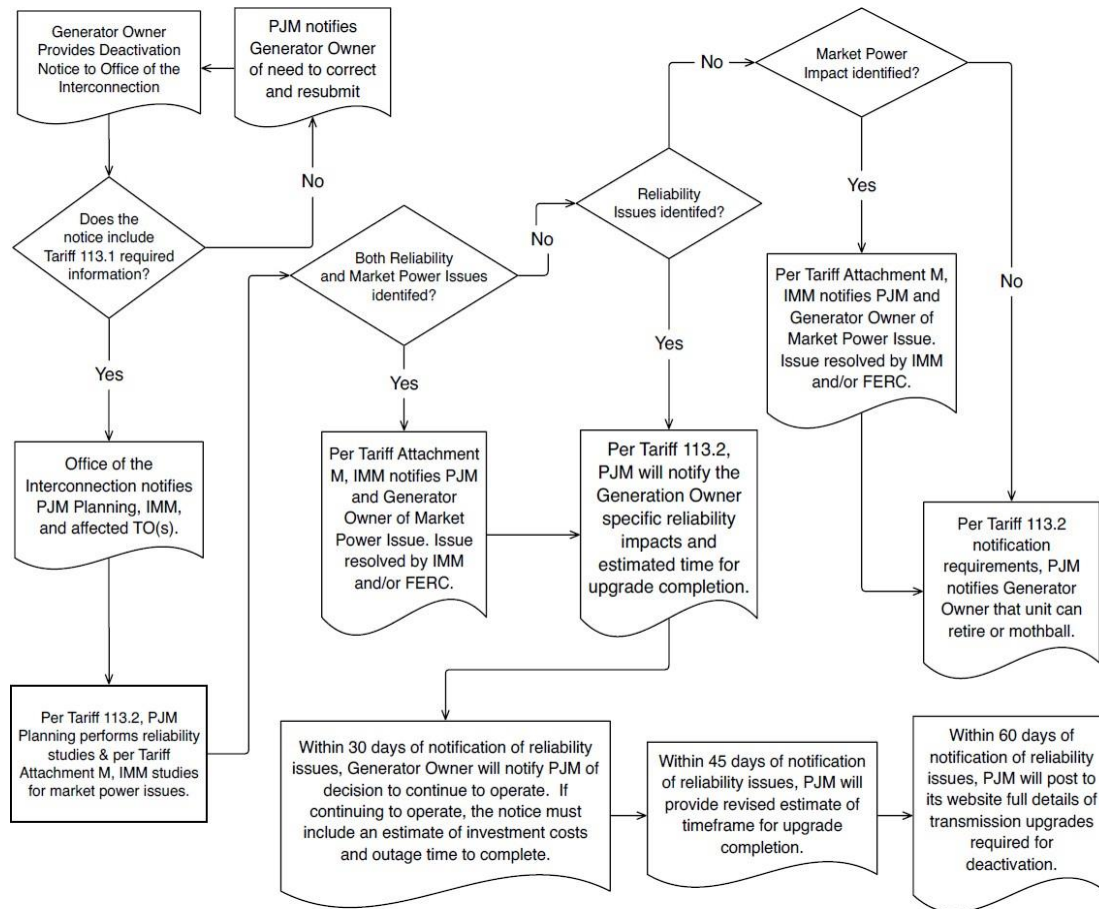 Generator Owner
Provides Deactivation
Notice to Office of the
Interconnection
PJM notifies
Generator Owner
of need to correct
and resubmit
No
Market Power
Impact identified?
No
Does the
notice include
Tariff 113.1 required
information?
Both Reliability
and Market Power Issues
identifed?
No
Reliability
Issues identifed?
Yes
No
Yes
Yes
Yes
Per Tariff Attachment M,
IMM notifies PJM and
Generator Owner of
Market Power Issue.
Issue resolved by IMM
and/or FERC.
Office of the
Interconnection notifies
PJM Planning, IMM,
and affected TO(s).
Per Tariff Attachment
M, IMM notifies PJM
and Generator
Owner of Market
Power Issue. Issue
resolved by IMM
and/or FERC.
Per Tariff 113.2,
PJM will notify the
Generation Owner
specific reliability
impacts and
estimated time for
upgrade completion.
Per Tariff 113.2
notification
requirements, PJM
notifies Generator
Owner that unit can
retire or mothball.
Per Tariff 113.2, PJM
Planning performs reliability
studies & per Tariff
Attachment M, IMM studies
for market power issues.
Within 30 days of notification of reliability
issues, Generator Owner will notify PJM of
decision to continue to operate. If
continuing to operate, the notice must
include an estimate of investment costs
and outage time to complete.
Within 45 days of notification
of reliability issues, PJM will
provide revised estimate of
timeframe for upgrade
completion.
Within 60 days of
notification of reliability
issues, PJM will post to
its website full details of
transmission upgrades
required for
deactivation.